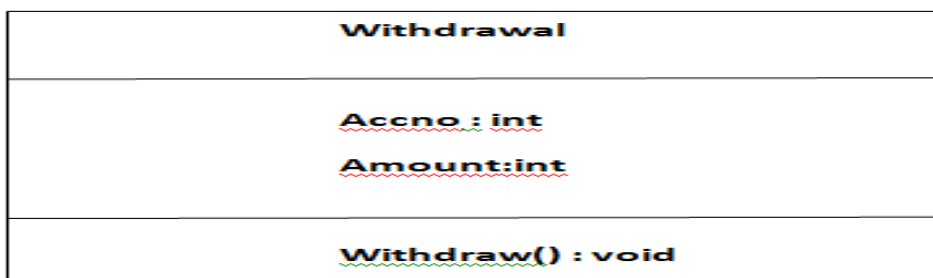 Withdrawal
Accno : int
Amount:int
Withdraw() : void